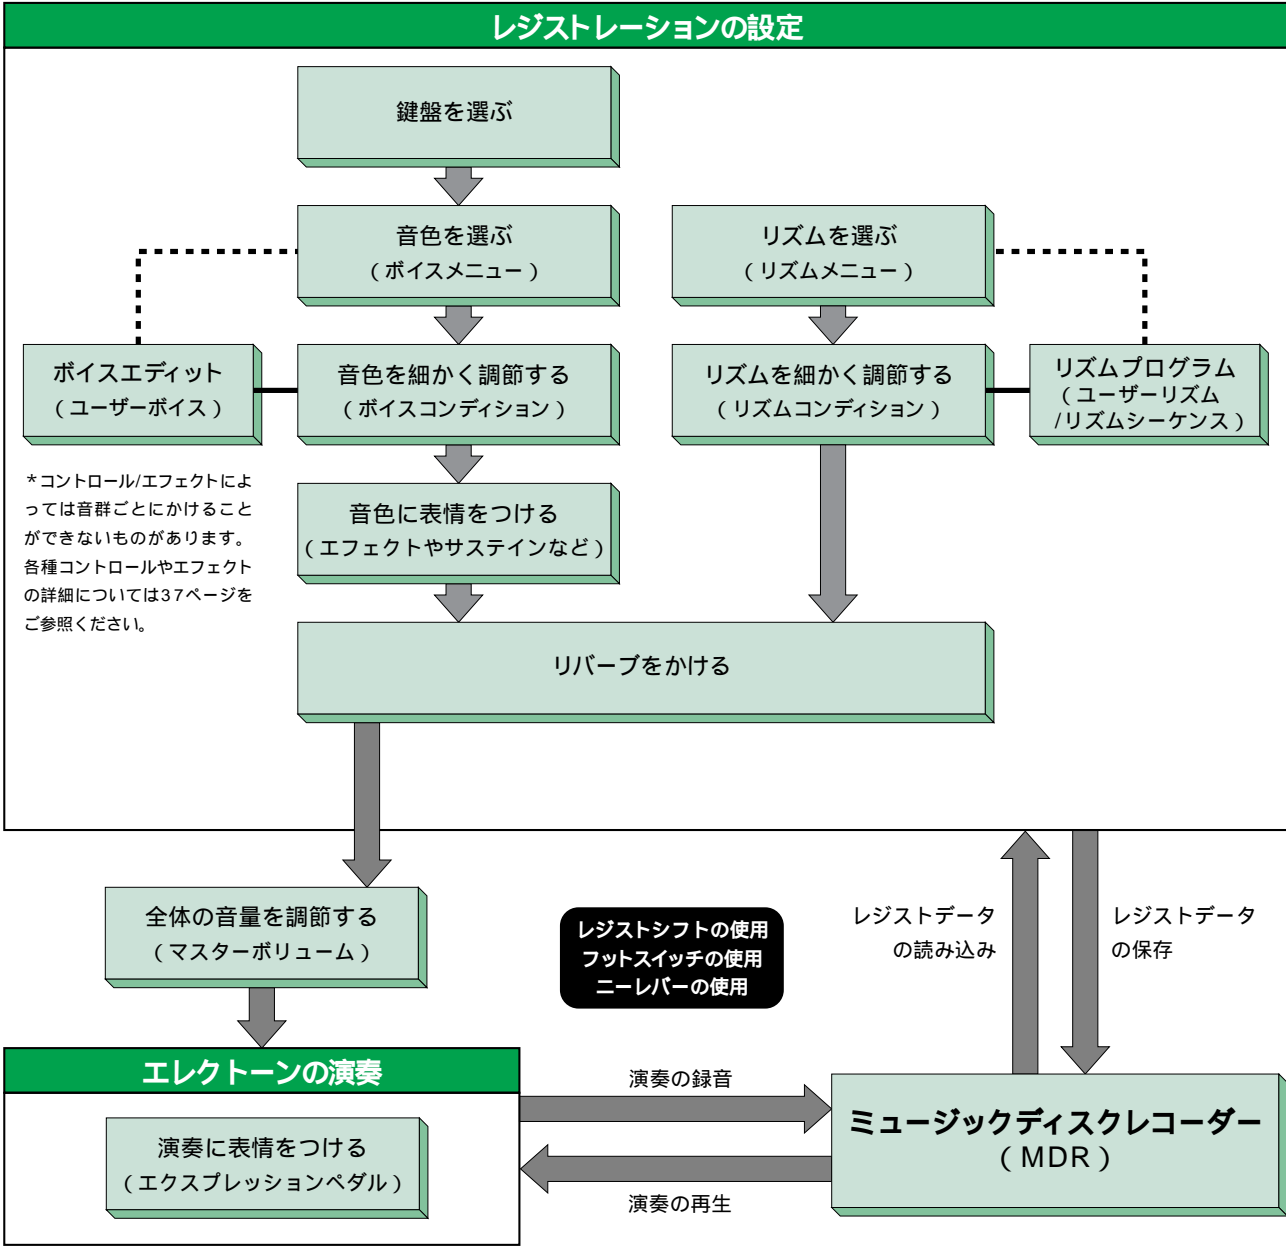 レジストレーションの設定
鍵盤を選ぶ
音色を選ぶ
(ボイスメニュー)
リズムを選ぶ
(リズムメニュー)
ボイスエディット
(ユーザーボイス)
音色を細かく調節する
(ボイスコンディション)
リズムを細かく調節する
(リズムコンディション)
リズムプログラム
(ユーザーリズム
/リズムシーケンス)
*コントロール/エフェクトによ
っては音群ごとにかけること
ができないものがあります。
各種コントロールやエフェクト
の詳細については37ページを
ご参照ください。
音色に表情をつける
(エフェクトやサステインなど)
リバーブをかける
全体の音量を調節する
(マスターボリューム)
レジストシフトの使用
フットスイッチの使用
ニーレバーの使用
レジストデータ
の読み込み
レジストデータ
の保存
エレクトーンの演奏
演奏に表情をつける
(エクスプレッションペダル)
演奏の録音
演奏の再生
ミュージックディスクレコーダー
(MDR)